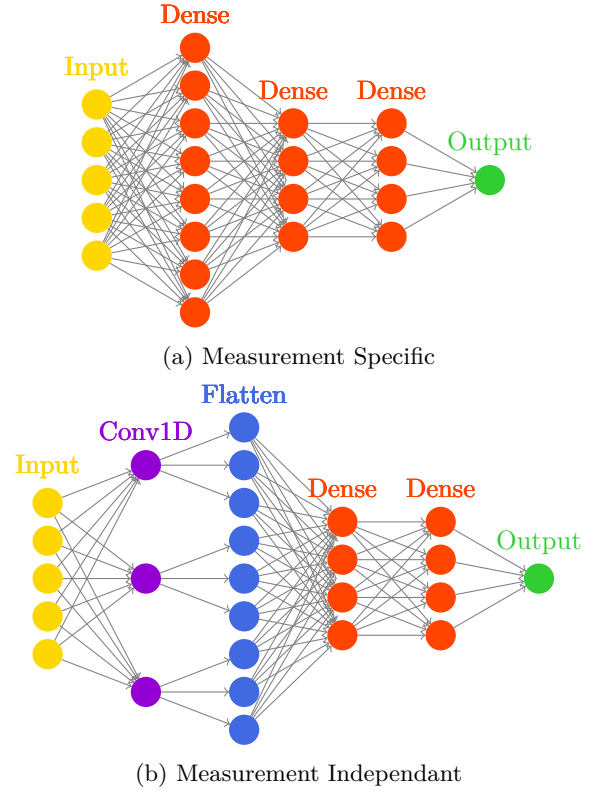 Dense
Input
Dense
Dense
Output
(a) Measurement Specific
Flatten
Conv1D
Input
Dense
Dense
Output
(b) Measurement Independant